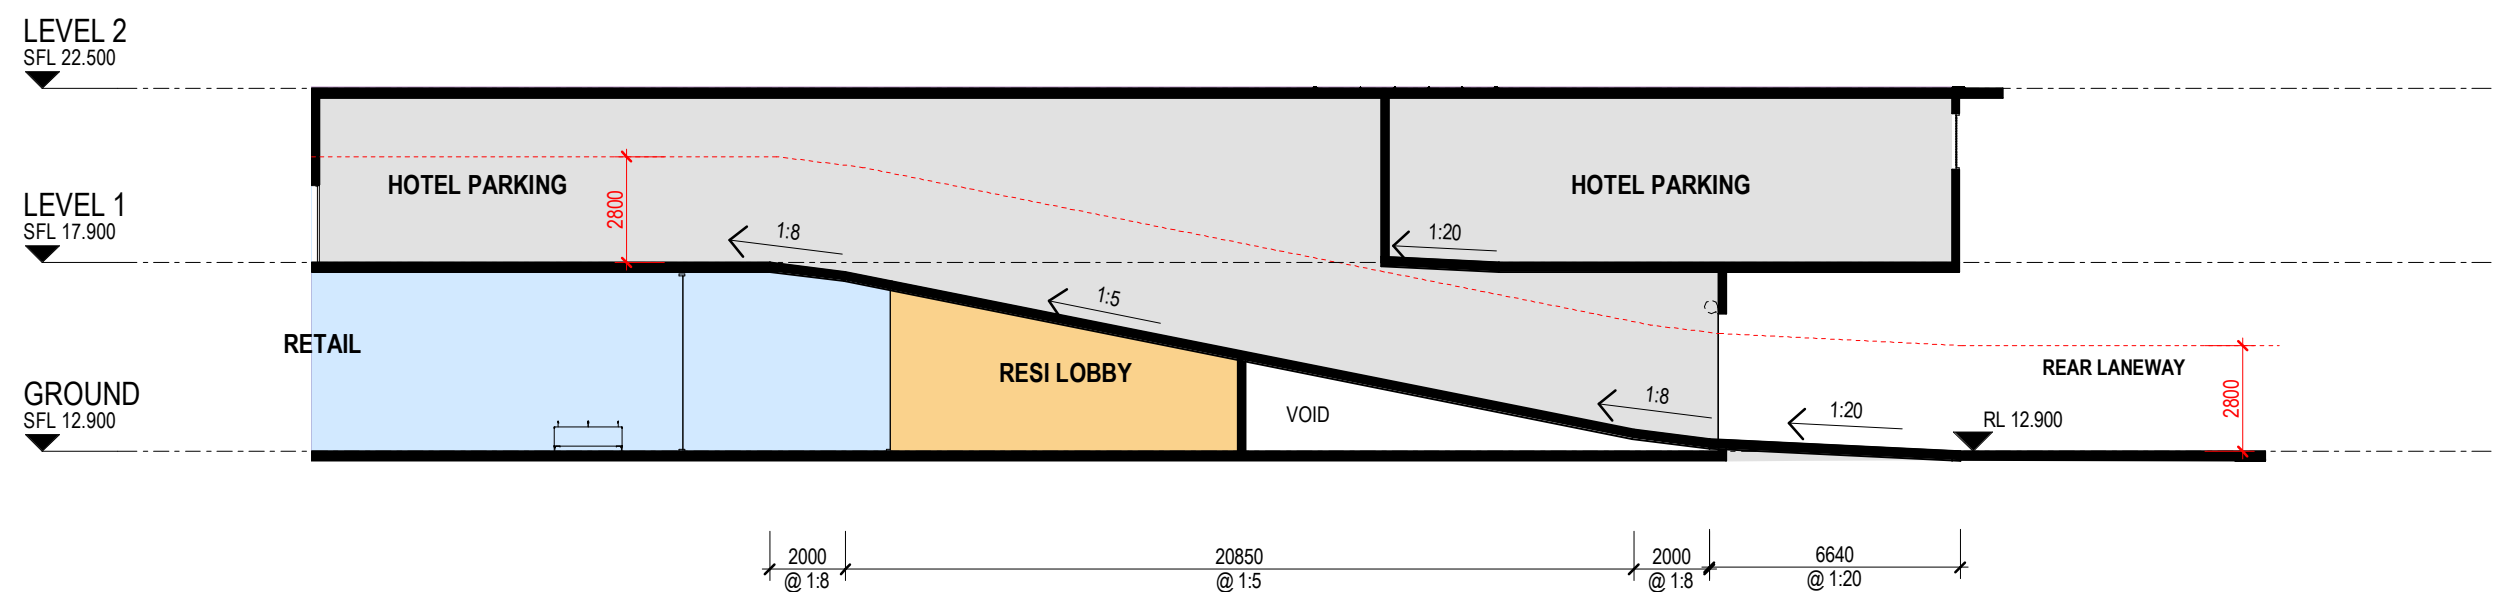 LEVEL 2
SFL 22.500
HOTEL PARKING
HOTEL PARKING
2800
LEVEL 1
SFL 17.900
1:8
1:20
1:5
RETAIL
RESI LOBBY
REAR LANEWAY
GROUND
SFL 12.900
VOID
1:8
1:20
2800
RL 12.900
2000
@ 1:8
20850
@ 1:5
2000
@ 1:8
6640
@ 1:20